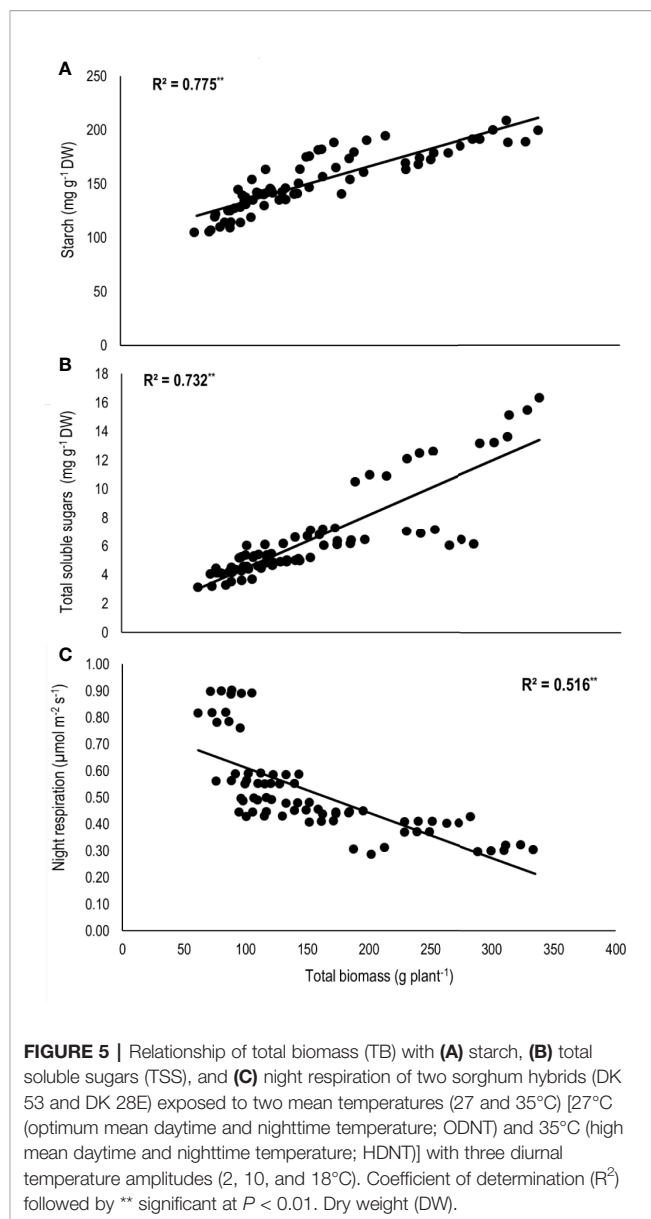 A
R² = 0.775**
250
200
150
100
50
0
Starch (mg g-1 DW)
B
R² = 0.732**
18
16
14
12
10
8
6
4
2
0
Total soluble sugars (mg g-1 DW)
C
R² = 0.516**
1.00
0.90
0.80
0.70
0.60
0.50
0.40
0.30
0.20
0.10
0.00
Night respiration (µmol m-2 s-1)
0 50 100 150 200 250 300 350 400
Total biomass (g plant-1)
FIGURE 5 | Relationship of total biomass (TB) with (A) starch, (B) total
soluble sugars (TSS), and (C) night respiration of two sorghum hybrids (DK
53 and DK 28E) exposed to two mean temperatures (27 and 35°C) [27°C
(optimum mean daytime and nighttime temperature; ODNT) and 35°C (high
mean daytime and nighttime temperature; HDNT)] with three diurnal
temperature amplitudes (2, 10, and 18°C). Coefficient of determination (R²)
followed by ** significant at P < 0.01. Dry weight (DW).